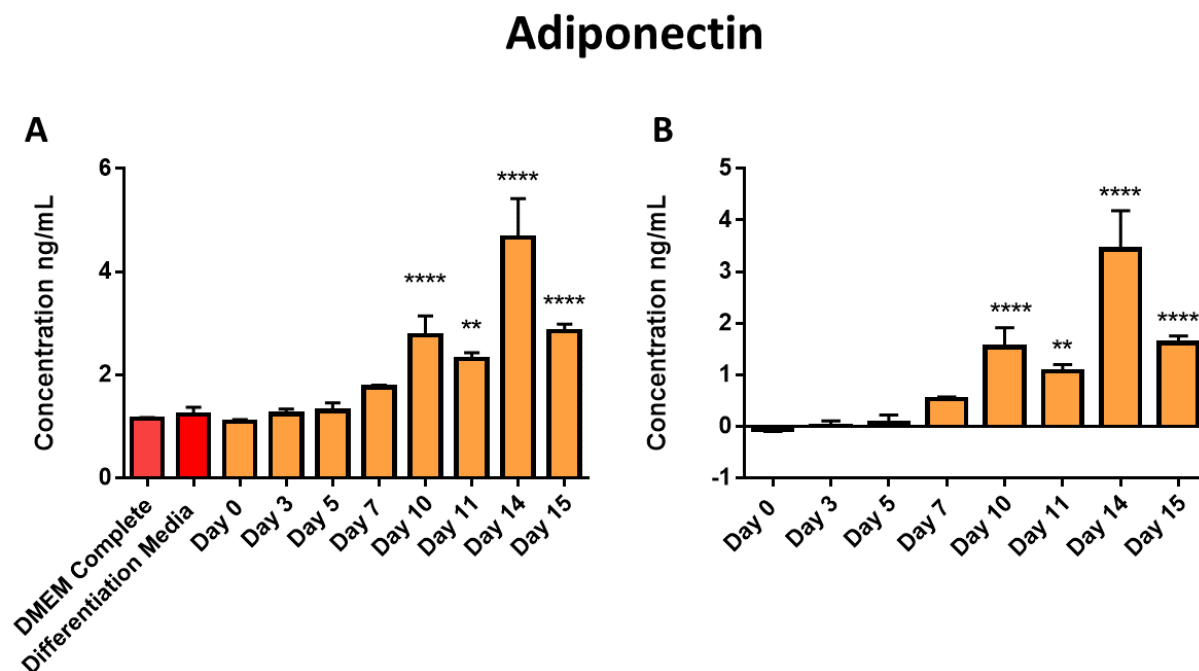 Adiponectin
A
Concentration ng/mL
6
4
2
0
****
**
****
****
DMEM Complete
Differentiation Media
Day 0
Day 3
Day 5
Day 7
Day 10
Day 11
Day 14
Day 15
B
Concentration ng/mL
5
4
3
2
1
0
-1
****
**
****
****
Day 0
Day 3
Day 5
Day 7
Day 10
Day 11
Day 14
Day 15